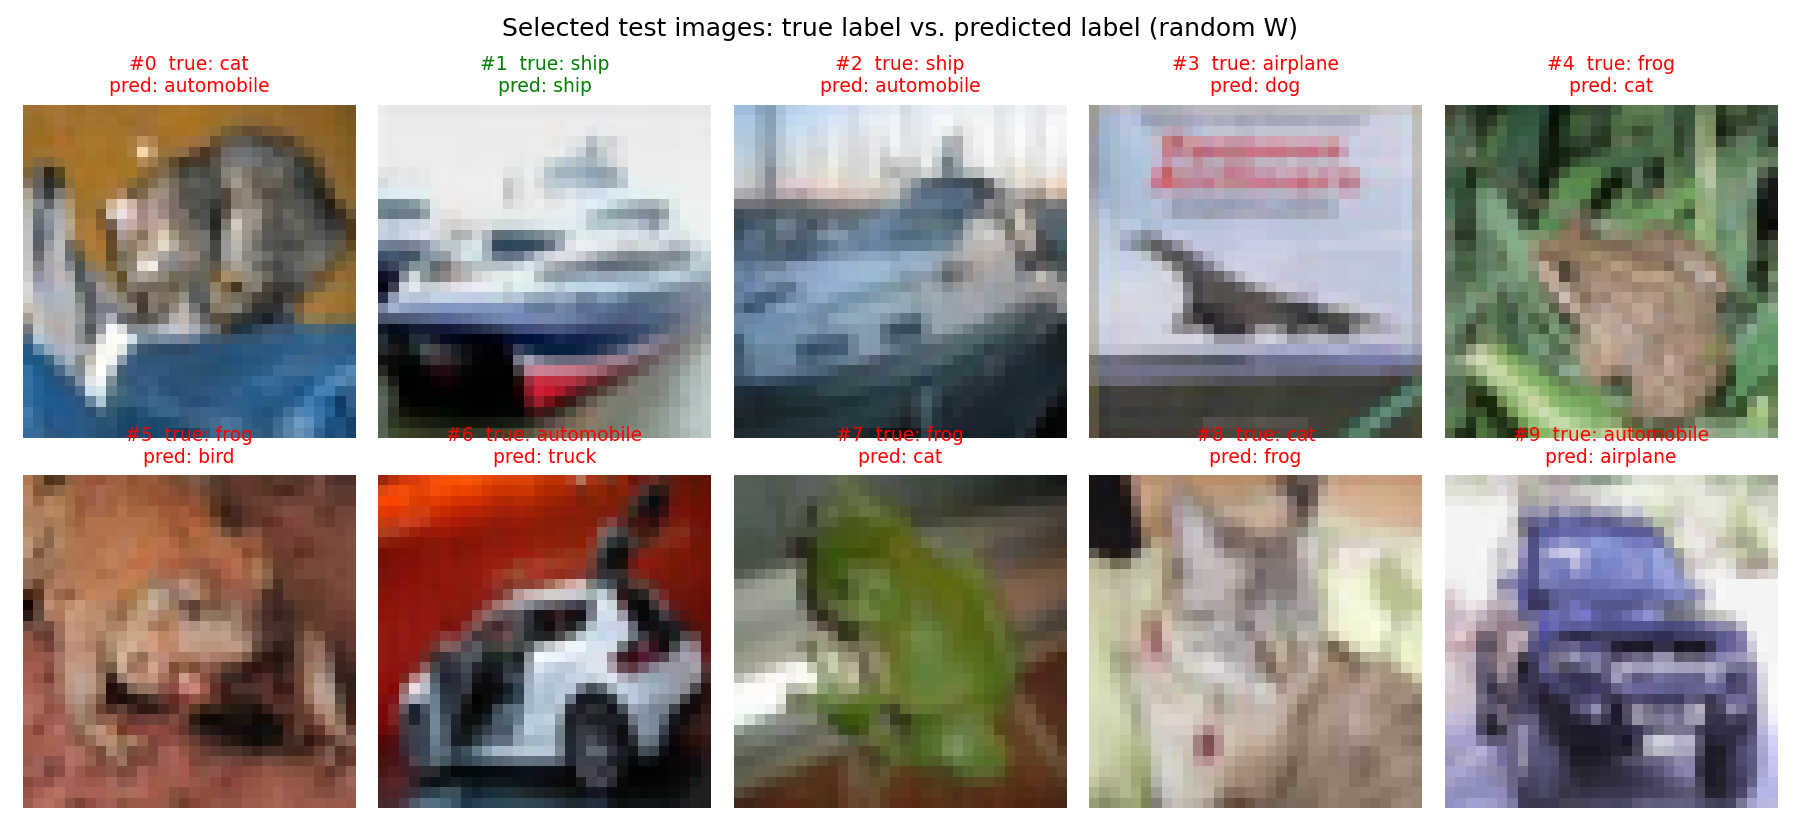 Selected test images: true label vs. predicted label (random W)
#0 true: cat
pred: automobile
#1 true: ship
pred: ship
#2 true: ship
pred: automobile
#3 true: airplane
pred: dog
#4 true: frog
pred: cat
#5 true: frog
pred: bird
#6 true: automobile
pred: truck
#7 true: frog
pred: cat
#8 true: cat
pred: frog
#9 true: automobile
pred: airplane